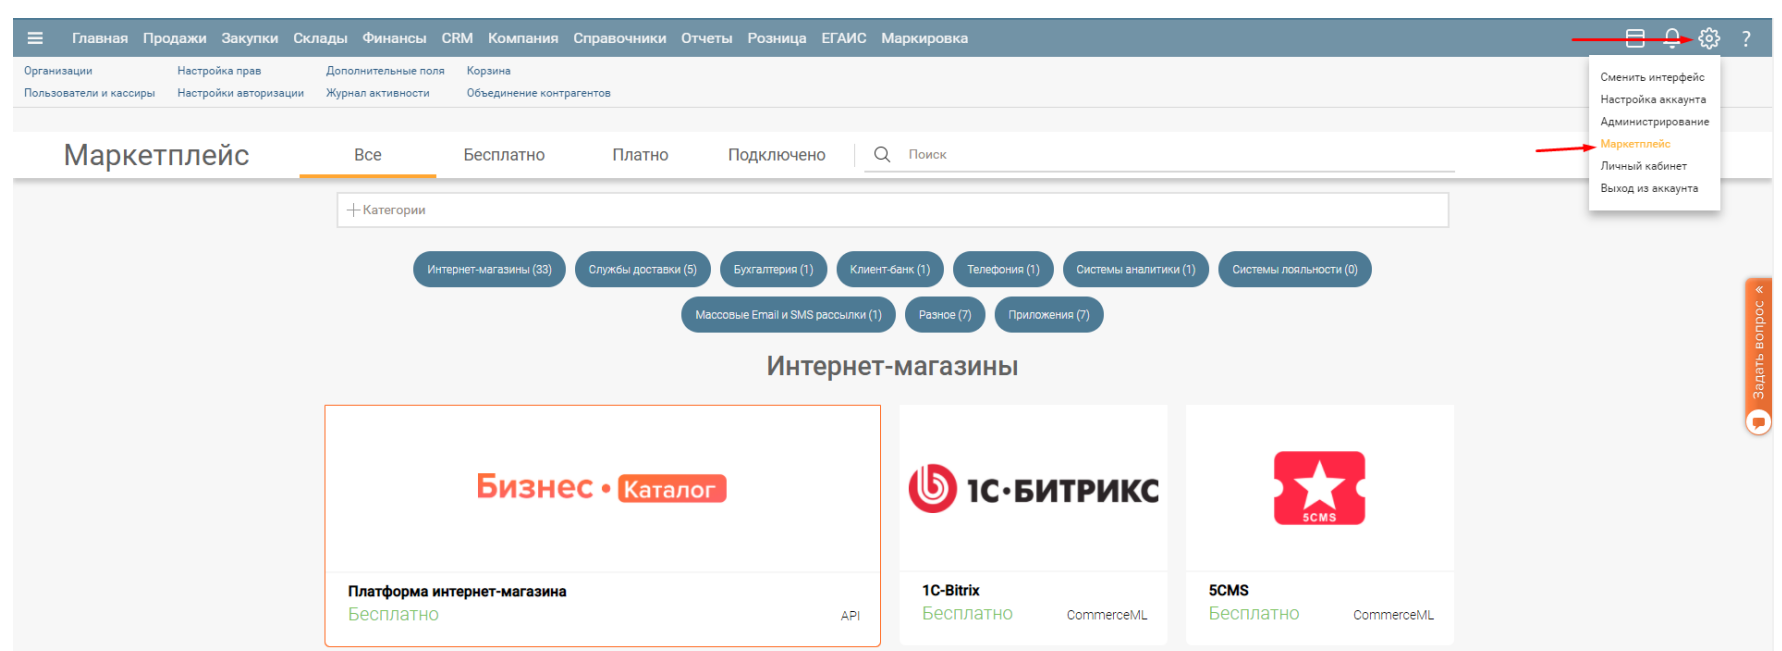 Главная Продажи Закупки Склады Финансы CRM Компания Справочники Отчеты Розница ЕГАИС Маркировка ?
Организации Настройка прав Дополнительные поля Корзина
Пользователи и кассиры Настройки авторизации Журнал активности Объединение контрагентов
Сменить интерфейс
Настройка аккаунта
Администрирование
Маркетплейс
Личный кабинет
Выход из аккаунта
Маркетплейс Все Бесплатно Платно Подключено Поиск
+Категории
Интернет-магазины (33) Службы доставки (5) Бухгалтерия (1) Клиент-банк (1) Телефония (1) Системы аналитики (1) Системы лояльности (0)
Массовые Email и SMS рассылки (1) Разное (7) Приложения (7)
Задать вопрос «
Интернет-магазины
Бизнес • Каталог
1С•БИТРИКС
5CMS
Платформа интернет-магазина
Бесплатно API
1C-Bitrix
Бесплатно CommerceML
5CMS
Бесплатно CommerceML